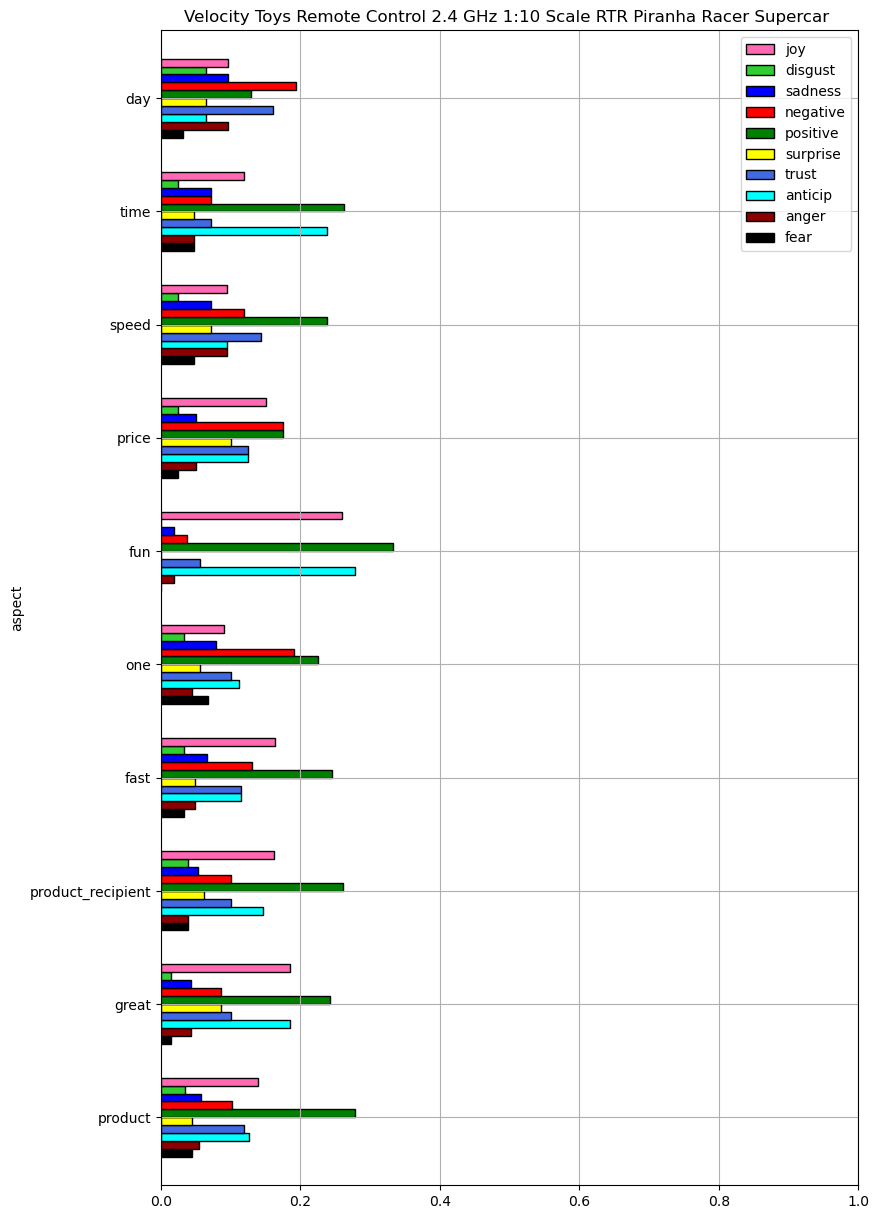 Velocity Toys Remote Control 2.4 GHz 1:10 Scale RTR Piranha Racer Supercar
joy
disgust
sadness
negative
positive
surprise
trust
anticip
anger
fear
day
time
speed
price
fun
one
fast
product_recipient
great
product
aspect
0.0 0.2 0.4 0.6 0.8 1.0